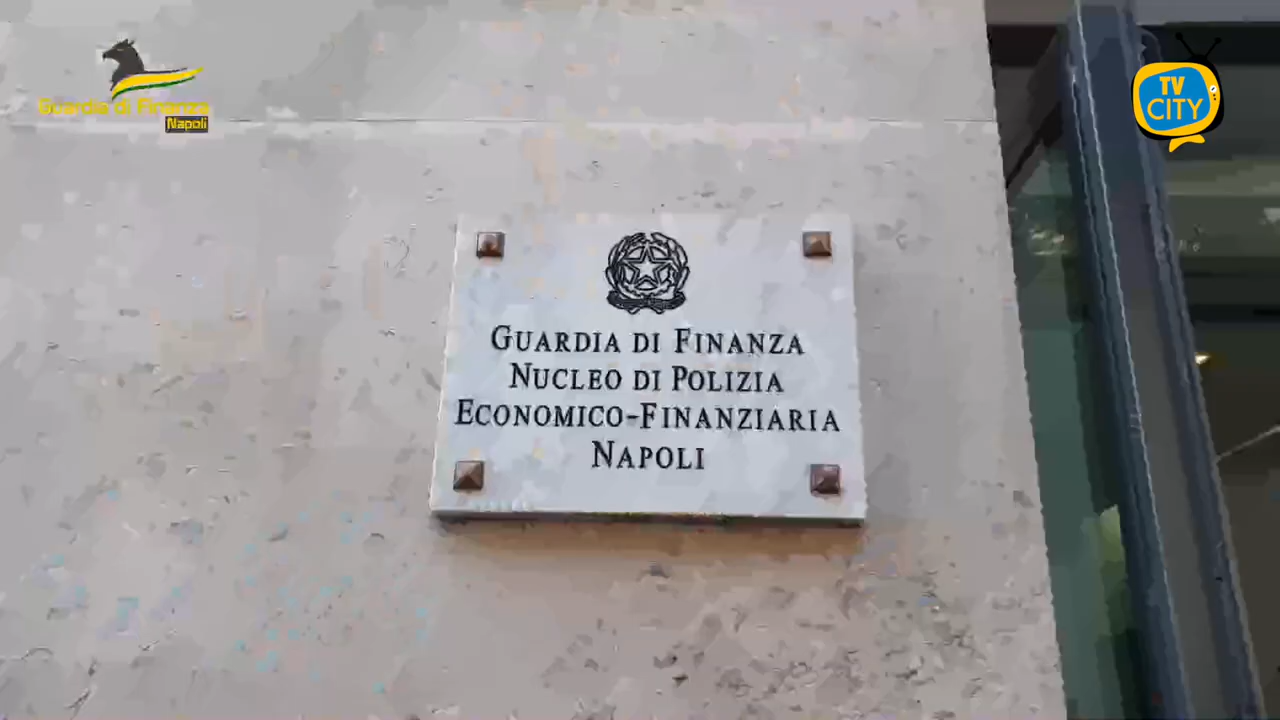 Guardia di Finanza
Napoli
TV
CITY
GUARDIA DI FINANZA
NUCLEO DI POLIZIA
ECONOMICO-FINANZIARIA
NAPOLI